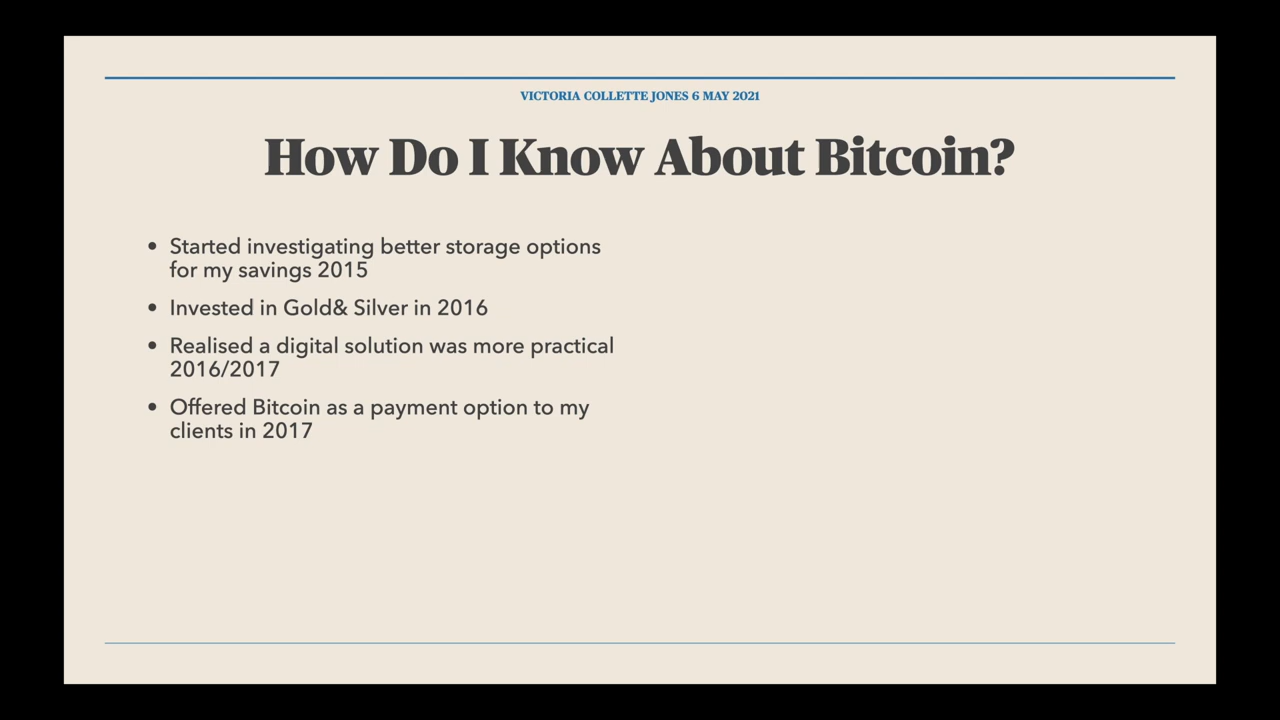 VICTORIA COLLETTE JONES 6 MAY 2021
How Do I Know About Bitcoin?
• Started investigating better storage options
for my savings 2015
• Invested in Gold& Silver in 2016
• Realised a digital solution was more practical
2016/2017
• Offered Bitcoin as a payment option to my
clients in 2017